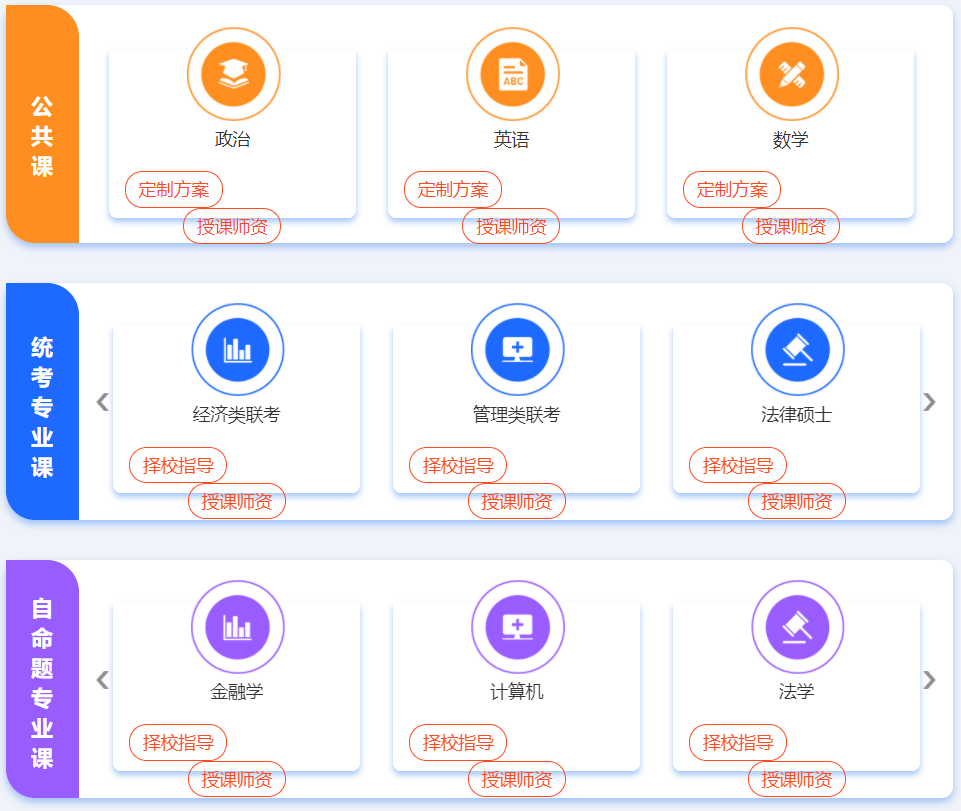 公共课
政治
英语
ABC
数学
定制方案
定制方案
定制方案
授课师资
授课师资
授课师资
统考专业课
经济类联考
管理类联考
法律硕士
择校指导
择校指导
择校指导
授课师资
授课师资
授课师资
自命题专业课
金融学
计算机
法学
择校指导
择校指导
择校指导
授课师资
授课师资
授课师资